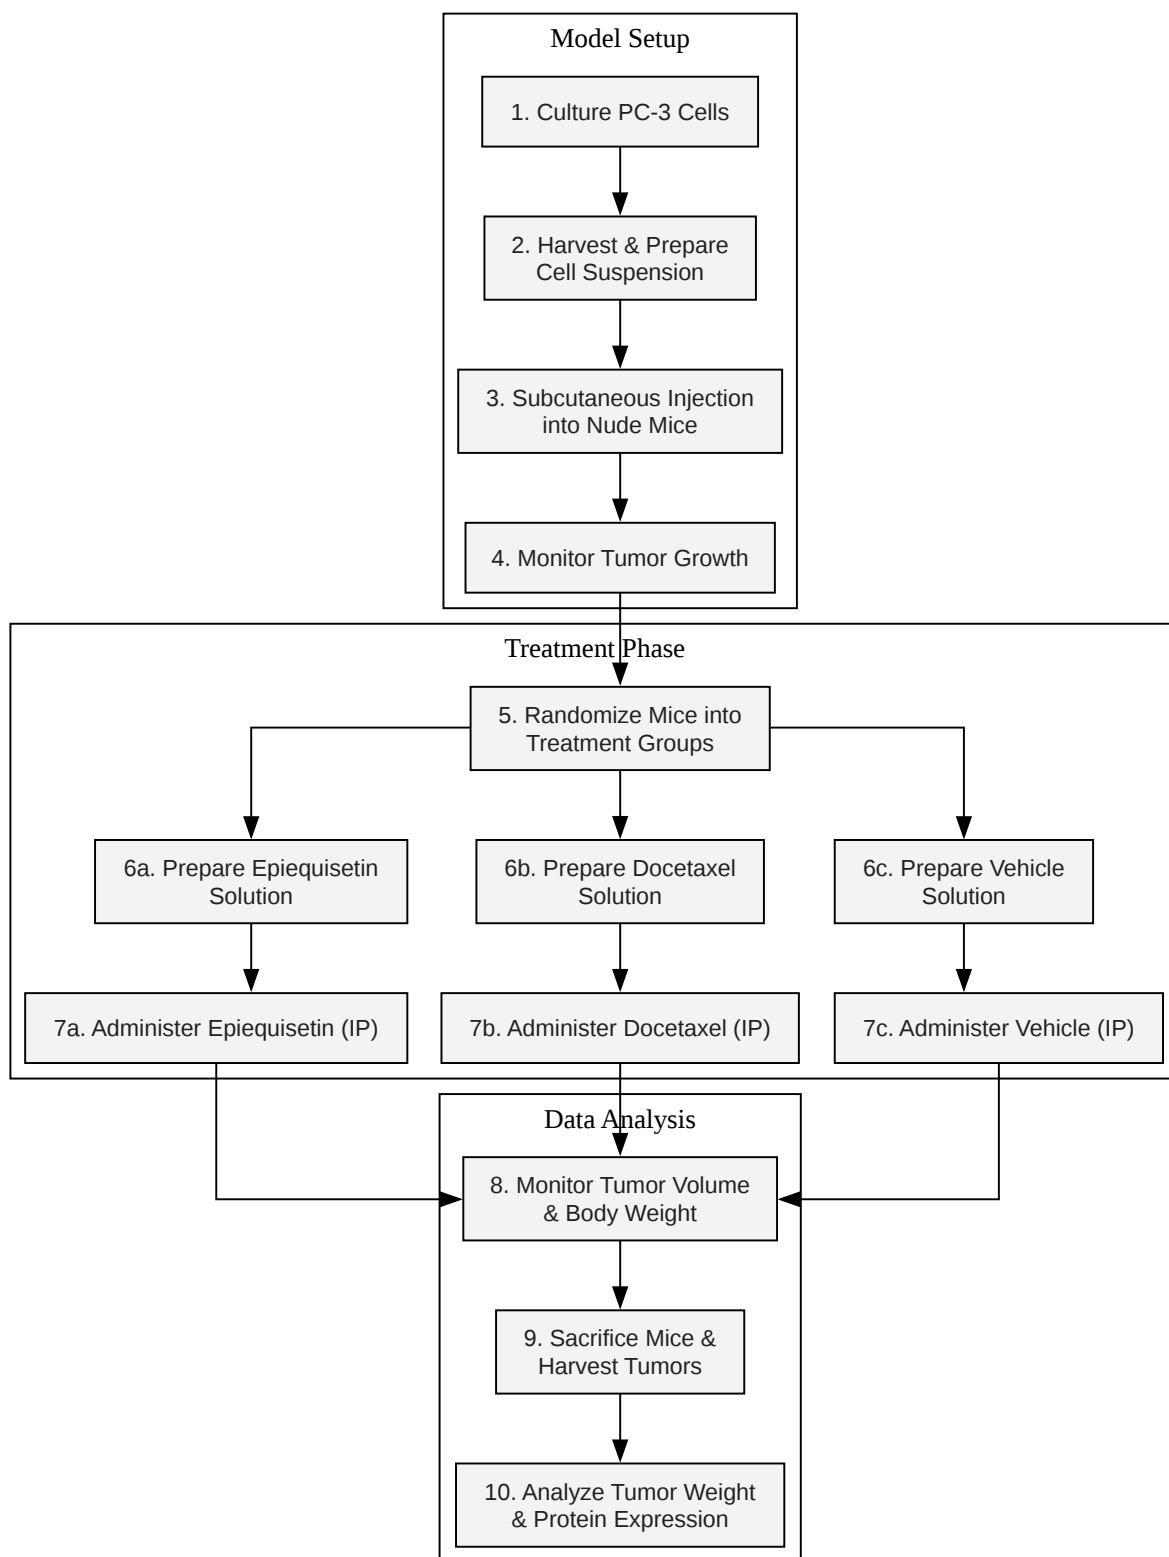 Model Setup
1. Culture PC-3 Cells
2. Harvest & Prepare
Cell Suspension
3. Subcutaneous Injection
into Nude Mice
4. Monitor Tumor Growth
Treatment Phase
5. Randomize Mice into
Treatment Groups
6a. Prepare Epiequisetin
Solution
6b. Prepare Docetaxel
Solution
6c. Prepare Vehicle
Solution
7a. Administer Epiequisetin (IP)
7b. Administer Docetaxel (IP)
7c. Administer Vehicle (IP)
Data Analysis
8. Monitor Tumor Volume
& Body Weight
9. Sacrifice Mice &
Harvest Tumors
10. Analyze Tumor Weight
& Protein Expression